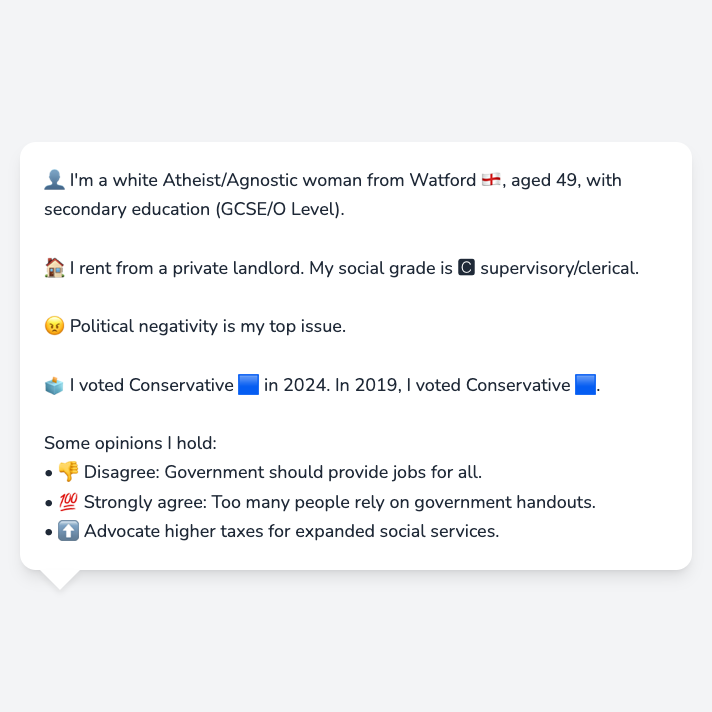 👤 I'm a white Atheist/Agnostic woman from Watford 🏴󠁧󠁢󠁥󠁮󠁧󠁿, aged 49, with
secondary education (GCSE/O Level).
🏠 I rent from a private landlord. My social grade is 🅲 supervisory/clerical.
😠 Political negativity is my top issue.
🗳️ I voted Conservative 🟦 in 2024. In 2019, I voted Conservative 🟦.
Some opinions I hold:
• 👎 Disagree: Government should provide jobs for all.
• 💯 Strongly agree: Too many people rely on government handouts.
• ⬆️ Advocate higher taxes for expanded social services.